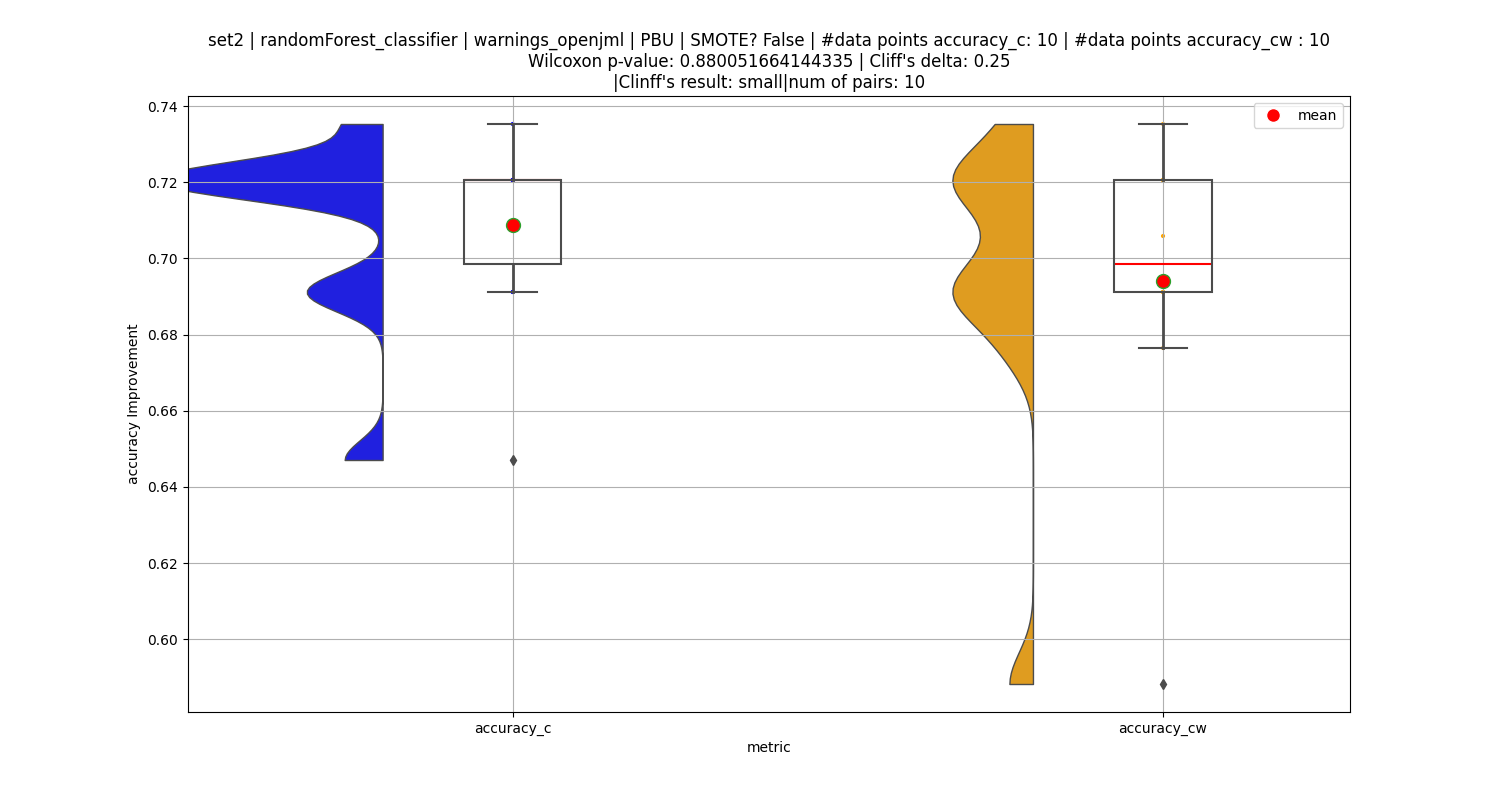 set2 | randomForest_classifier | warnings_openjml | PBU | SMOTE? False | #data points accuracy_c: 10 | #data points accuracy_cw : 10
Wilcoxon p-value: 0.880051664144335 | Cliff's delta: 0.25
|Clinff's result: small|num of pairs: 10
mean
accuracy Improvement
0.74
0.72
0.70
0.68
0.66
0.64
0.62
0.60
accuracy_c
accuracy_cw
metric